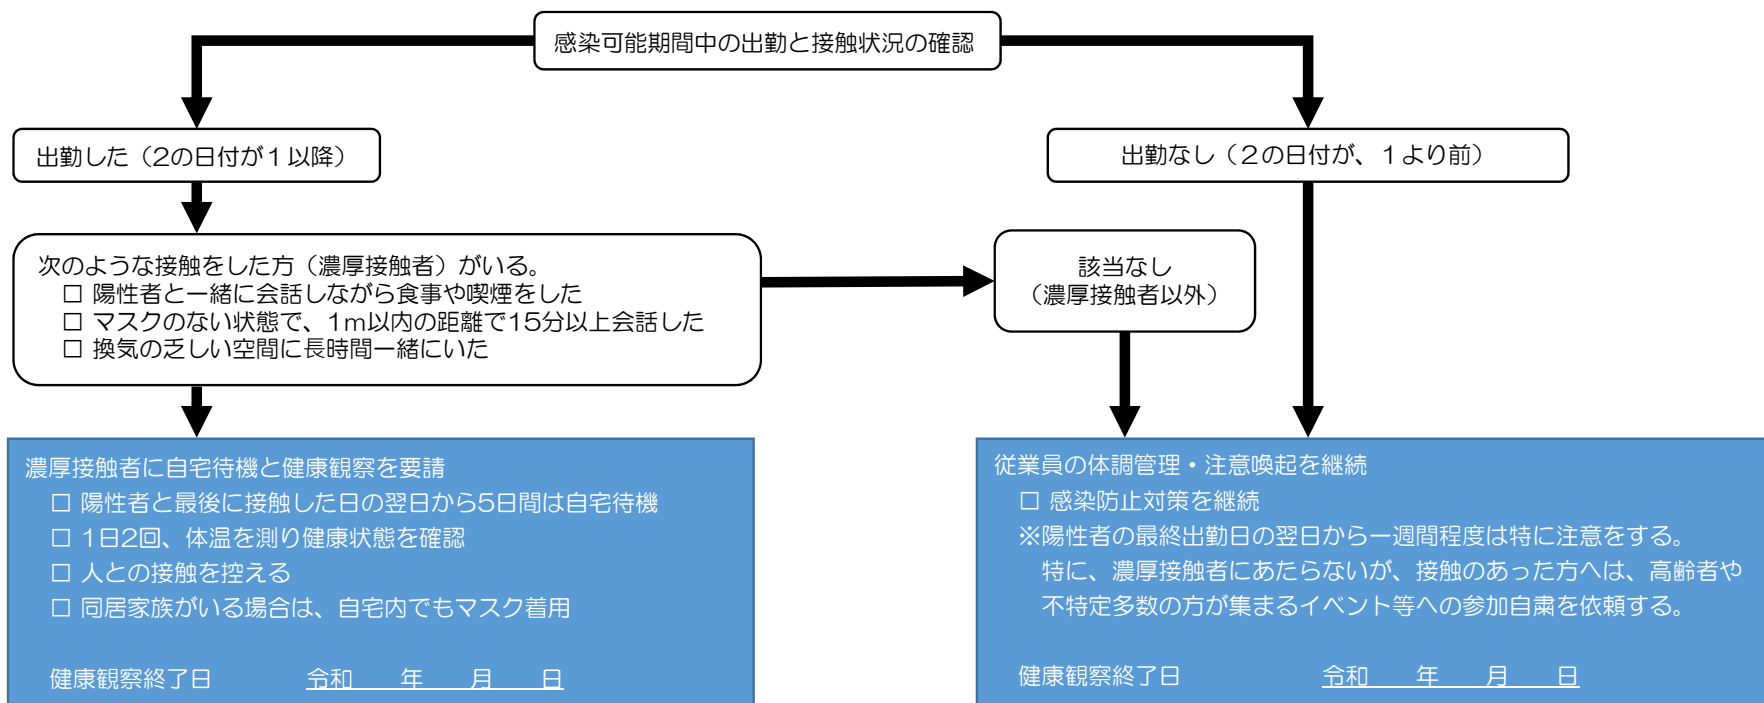 感染可能期間中の出勤と接触状況の確認
出勤した（2の日付が１以降）
出勤なし（２の日付が、１より前）
次のような接触をした方（濃厚接触者）がいる。
□ 陽性者と一緒に会話しながら食事や喫煙をした
□ マスクのない状態で、1m以内の距離で15分以上会話した
□ 換気の乏しい空間に長時間一緒にいた
該当なし
（濃厚接触者以外）
濃厚接触者に自宅待機と健康観察を要請
□ 陽性者と最後に接触した日の翌日から5日間は自宅待機
□ 1日2回、体温を測り健康状態を確認
□ 人との接触を控える
□ 同居家族がいる場合は、自宅内でもマスク着用
健康観察終了日　　　　令和　　年　　月　　日
従業員の体調管理・注意喚起を継続
□ 感染防止対策を継続
※陽性者の最終出勤日の翌日から一週間程度は特に注意をする。
特に、濃厚接触者にあたらないが、接触のあった方へは、高齢者や
不特定多数の方が集まるイベント等への参加自粛を依頼する。
健康観察終了日　　　　　　令和　　年　　月　　日